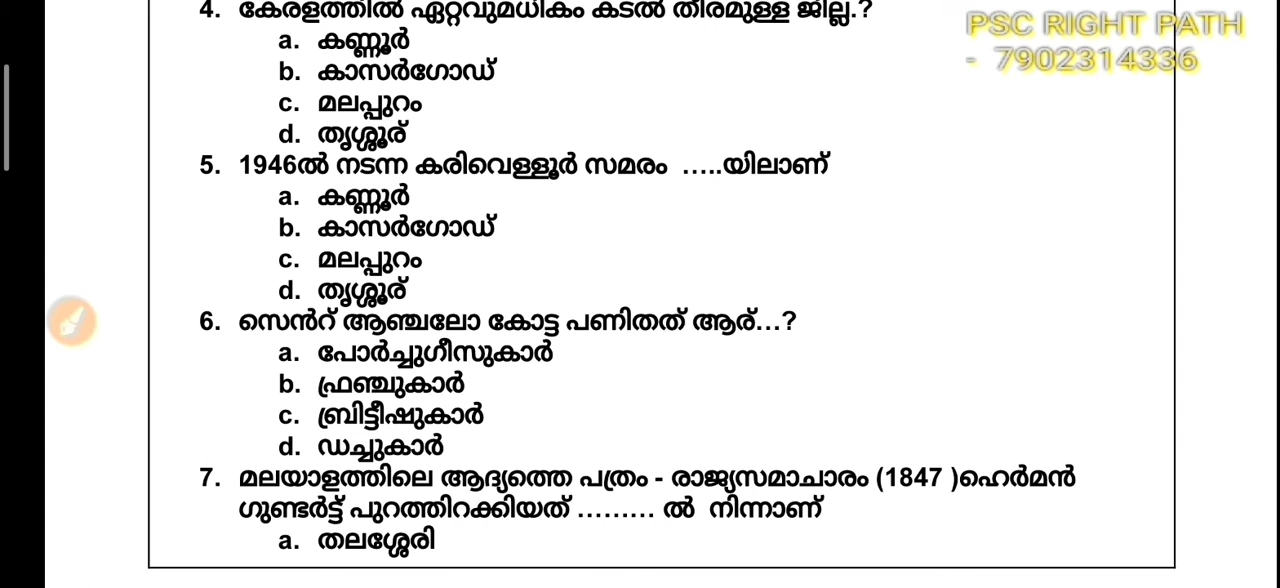 4. കേരളത്തിൽ ഏറ്റവുമധികം കടൽ തീരമുള്ള ജില്ല.?
PSC RIGHT PATH
- 7902314336
a. കണ്ണൂർ
b. കാസർഗോഡ്
c. മലപ്പുറം
d. തൃശ്ശൂര്
5. 1946ൽ നടന്ന കരിവെള്ളൂർ സമരം .....യിലാണ്
a. കണ്ണൂർ
b. കാസർഗോഡ്
c. മലപ്പുറം
d. തൃശ്ശൂര്
6. സെൻറ് ആഞ്ചലോ കോട്ട പണിതത് ആര്...?
a. പോർച്ചുഗീസുകാർ
b. ഫ്രഞ്ചുകാർ
c. ബ്രിട്ടീഷുകാർ
d. ഡച്ചുകാർ
7. മലയാളത്തിലെ ആദ്യത്തെ പത്രം - രാജ്യസമാചാരം (1847 )ഹെർമൻ
ഗുണ്ടർട്ട് പുറത്തിറക്കിയത് ......... ൽ നിന്നാണ്
a. തലശ്ശേരി